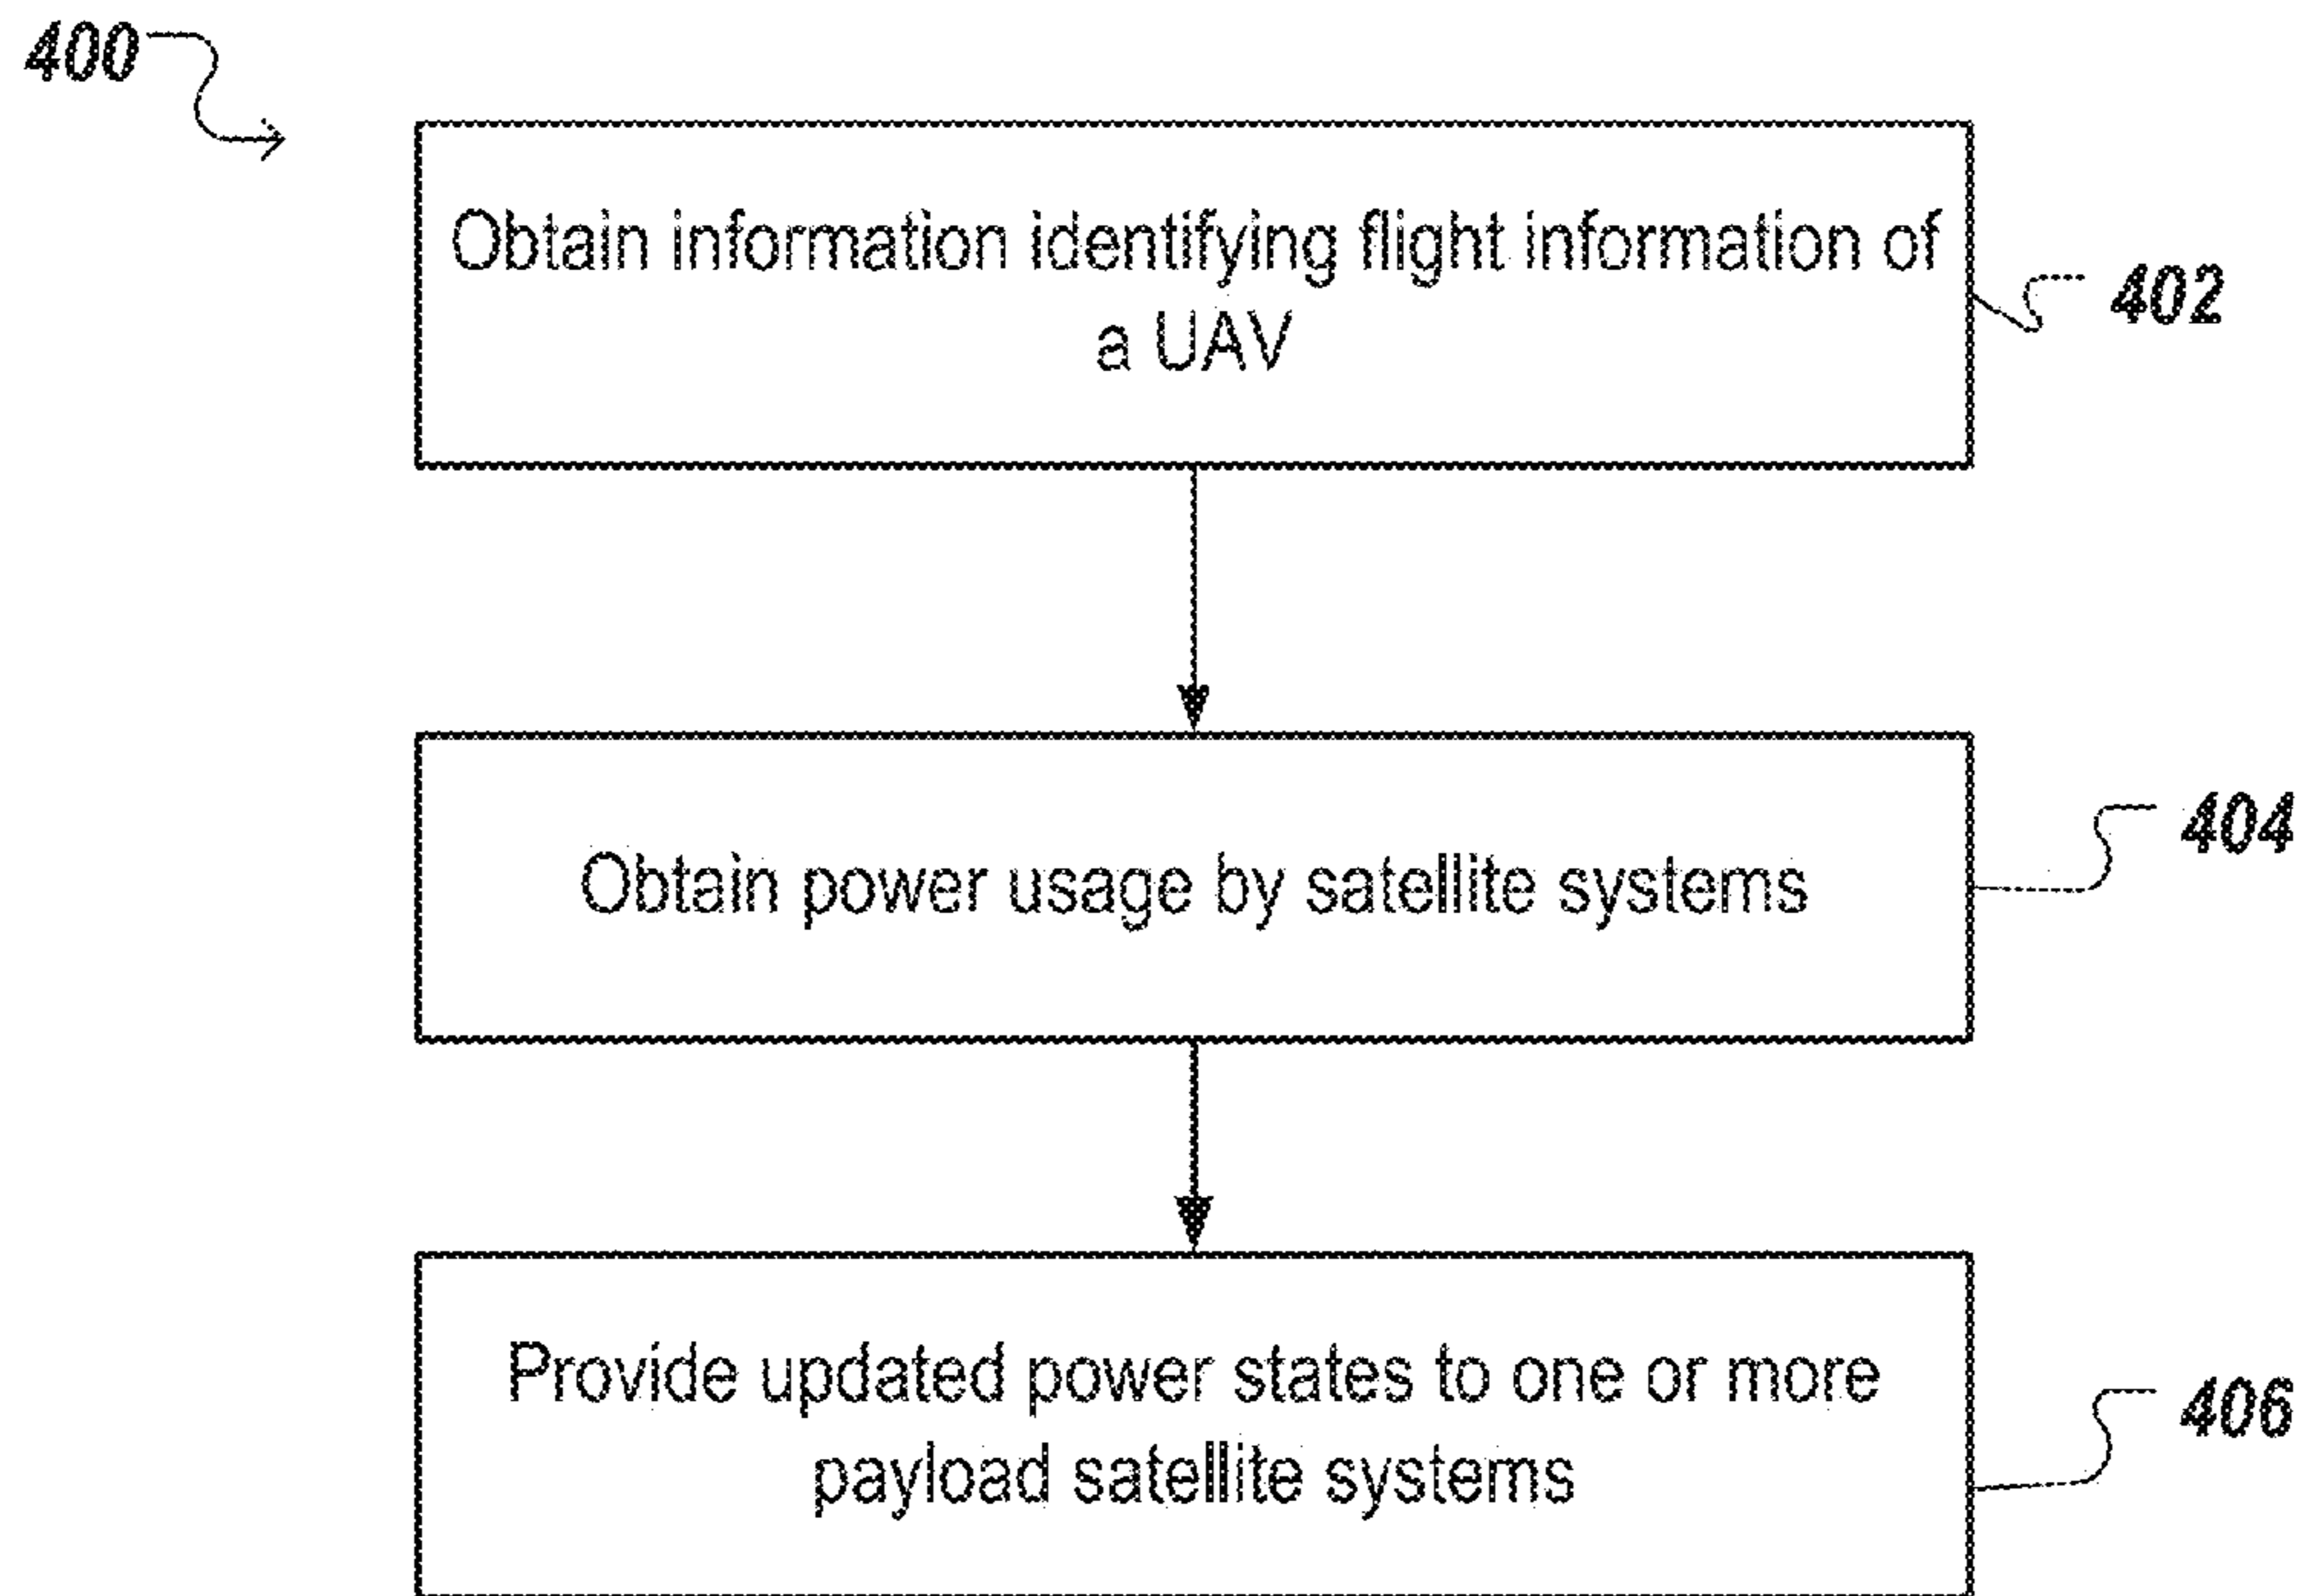 400
Obtain information identifying flight information of
a UAV
402
Obtain power usage by satellite systems
404
Provide updated power states to one or more
payload satellite systems
406